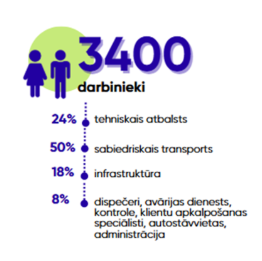 3400
darbinieki
24% tehniskais atbalsts
50% sabiedriskais transports
18% infrastruktūra
8% dispečeri, avārijas dienests,
kontrole, klientu apkalpošanas
speciālisti, autostāvvietas,
administrācija